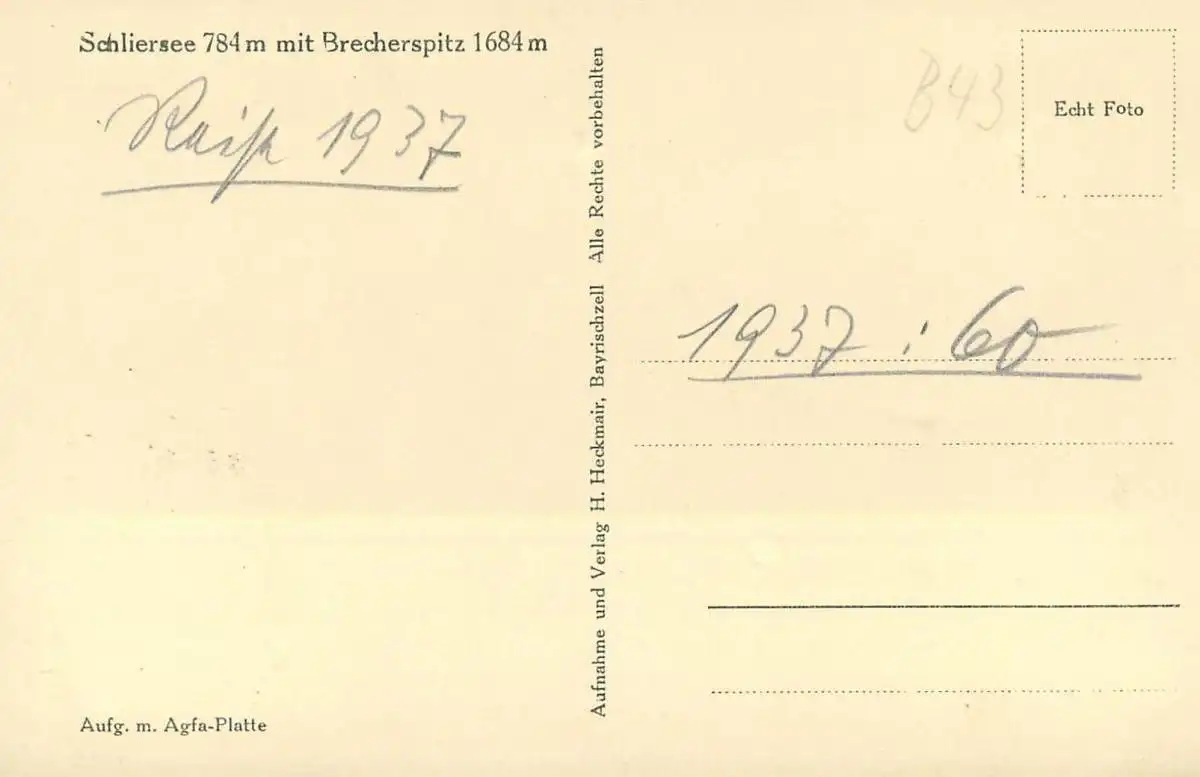 Schliersee 784 m mit Brecherspitz 1684 m
Reise 1937
Aufg. m. Agfa-Platte
Aufnahme und Verlag H. Heckmair, Bayrischzell Alle Rechte vorbehalten
B43
Echt Foto
1937 : 60